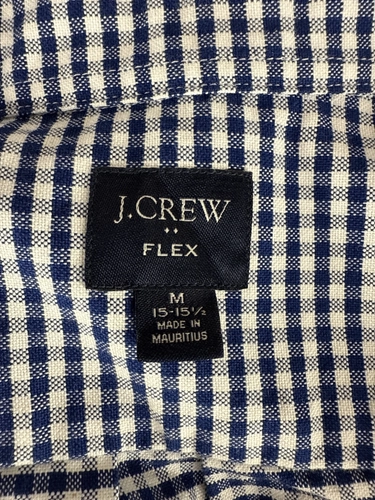 J.CREW
FLEX
M
15-15½
MADE IN
MAURITIUS